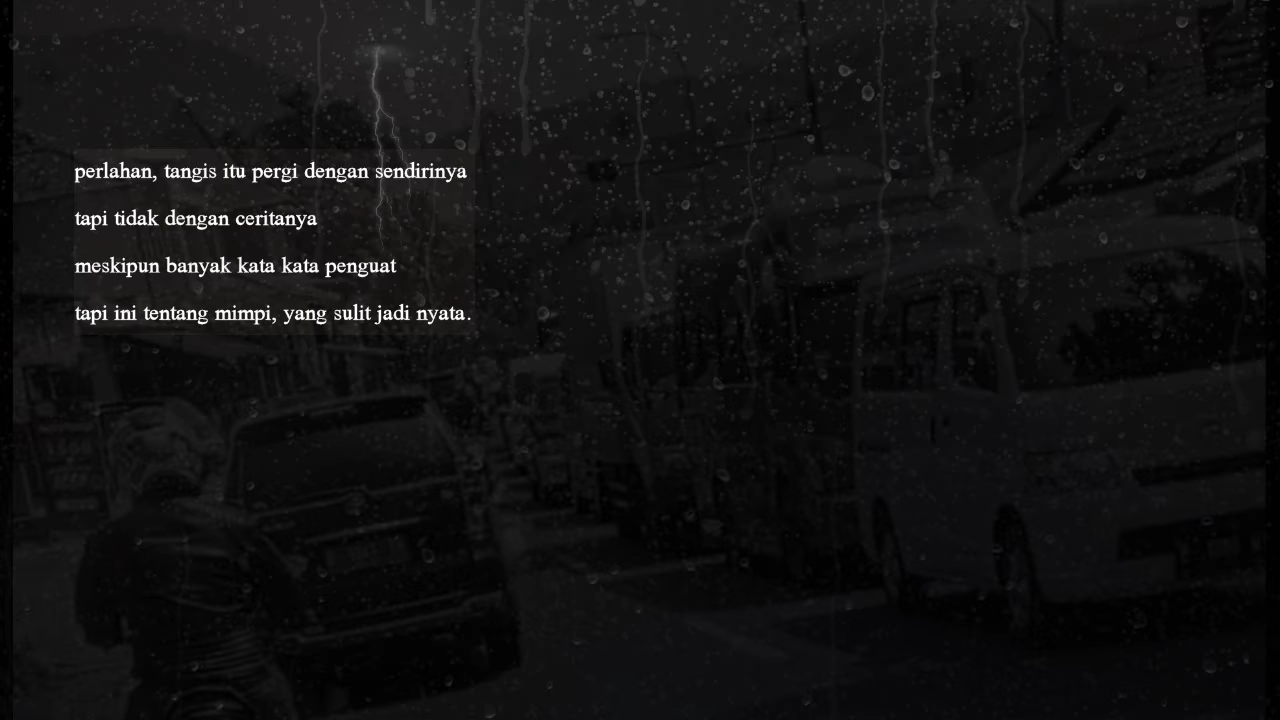 perlahan, tangis itu pergi dengan sendirinya
tapi tidak dengan ceritanya
meskipun banyak kata kata penguat
tapi ini tentang mimpi, yang sulit jadi nyata.